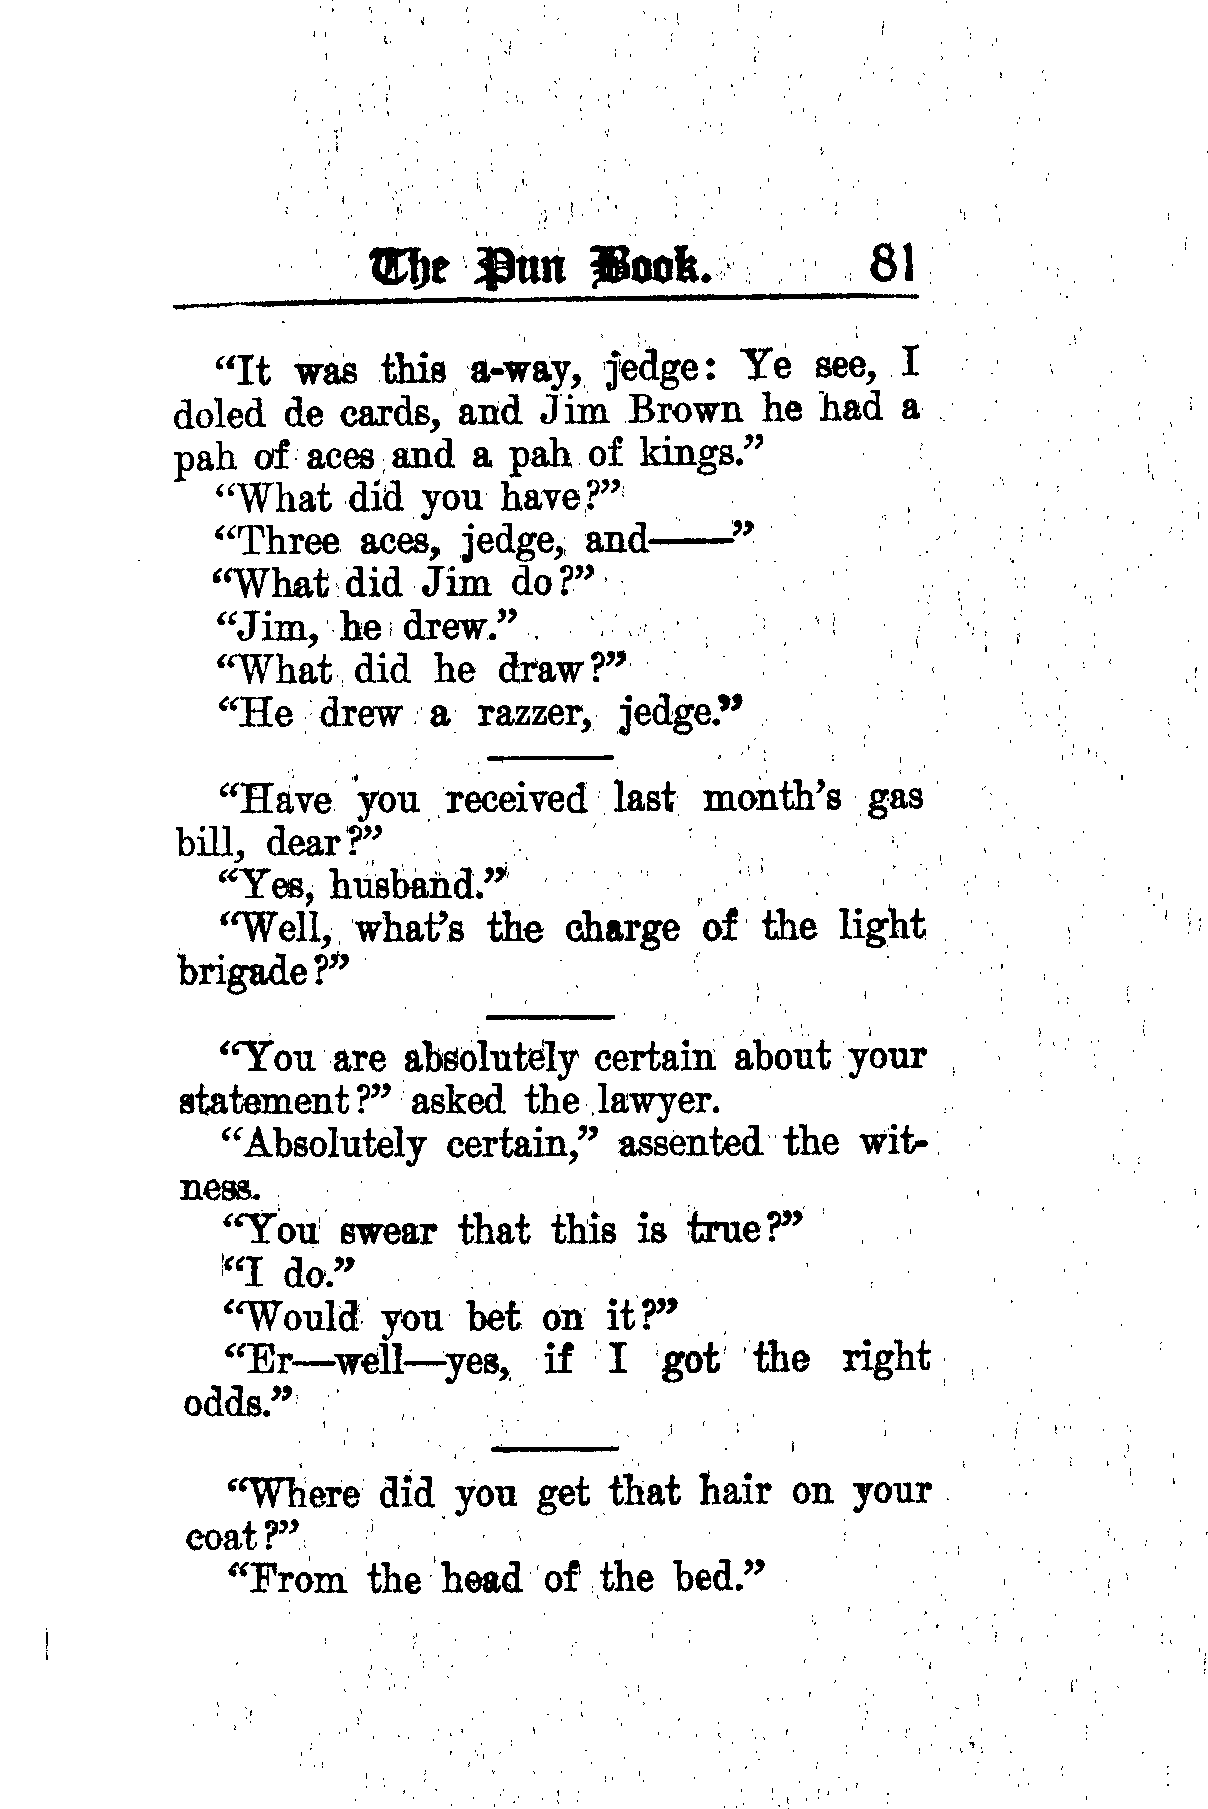 The Pun Book. 81
“It was this a-way, jedge: Ye see, I
doled de cards, and Jim Brown he had a
pah of aces and a pah of kings.”
“What did you have?”
“Three aces, jedge, and——”
“What did Jim do?”
“Jim, he drew.”
“What did he draw?”
“He drew a razzer, jedge.”
“Have you received last month’s gas
bill, dear?”
“Yes, husband.”
“Well, what’s the charge of the light
brigade?”
“You are absolutely certain about your
statement?” asked the lawyer.
“Absolutely certain,” assented the wit-
ness.
“You swear that this is true?”
“I do.”
“Would you bet on it?”
“Er—well—yes, if I got the right
odds.”
“Where did you get that hair on your
coat?”
“From the head of the bed.”